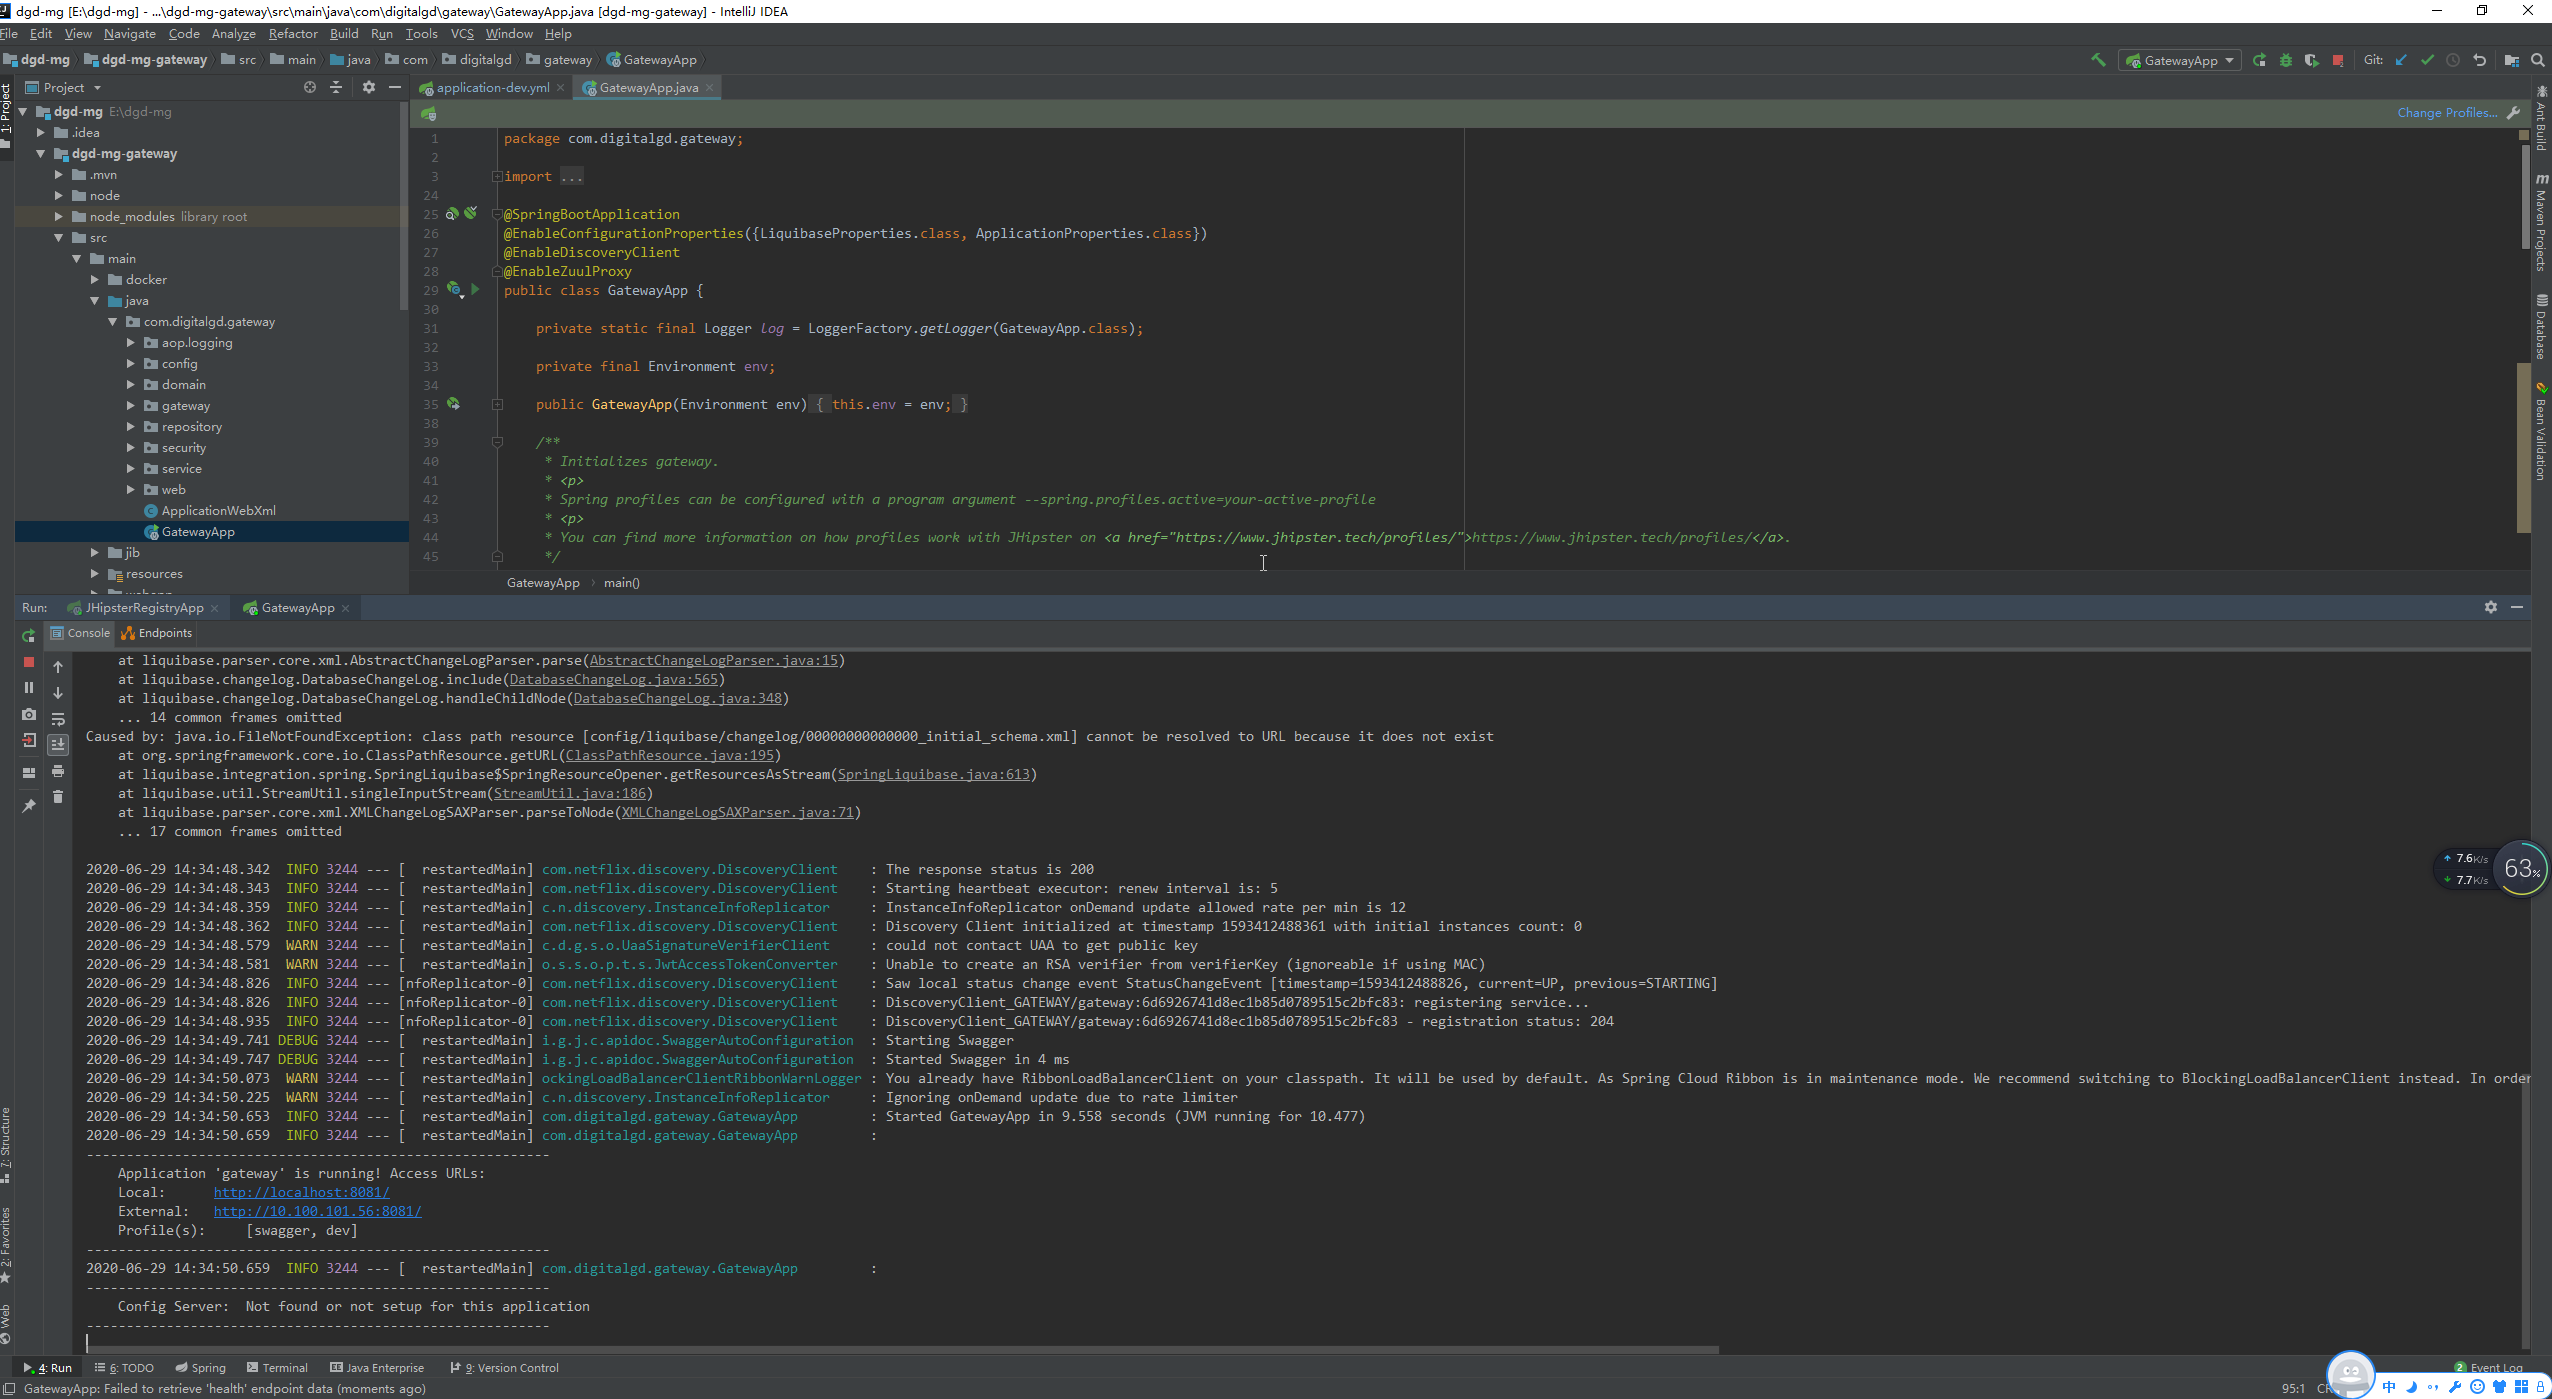 dgd-mg [E:\dgd-mg] - ...\dgd-mg-gateway\src\main\java\com\digitalgd\gateway\GatewayApp.java [dgd-mg-gateway] - IntelliJ IDEA
File Edit View Navigate Code Analyze Refactor Build Run Tools VCS Window Help
dgd-mg dgd-mg-gateway src main java com digitalgd gateway GatewayApp
GatewayApp Git:
Project
application-dev.yml GatewayApp.java
1: Project
Ant Build
Maven Projects
Database
Bean Validation
Change Profiles...
dgd-mg E:\dgd-mg
.idea
dgd-mg-gateway
.mvn
node
node_modules library root
src
main
docker
java
com.digitalgd.gateway
aop.logging
config
domain
gateway
repository
security
service
web
ApplicationWebXml
GatewayApp
jib
resources
webapp
1 package com.digitalgd.gateway;
2
3 import ...
24
25 @SpringBootApplication
26 @EnableConfigurationProperties({LiquibaseProperties.class, ApplicationProperties.class})
27 @EnableDiscoveryClient
28 @EnableZuulProxy
29 public class GatewayApp {
30
31 private static final Logger log = LoggerFactory.getLogger(GatewayApp.class);
32
33 private final Environment env;
34
35 public GatewayApp(Environment env) { this.env = env; }
38
39 /**
40 * Initializes gateway.
41 * <p>
42 * Spring profiles can be configured with a program argument --spring.profiles.active=your-active-profile
43 * <p>
44 * You can find more information on how profiles work with JHipster on <a href="https://www.jhipster.tech/profiles/">https://www.jhipster.tech/profiles/</a>.
45 */
GatewayApp main()
Run: JHipsterRegistryApp GatewayApp
Console Endpoints
at liquibase.parser.core.xml.AbstractChangeLogParser.parse(AbstractChangeLogParser.java:15)
at liquibase.changelog.DatabaseChangeLog.include(DatabaseChangeLog.java:565)
at liquibase.changelog.DatabaseChangeLog.handleChildNode(DatabaseChangeLog.java:348)
... 14 common frames omitted
Caused by: java.io.FileNotFoundException: class path resource [config/liquibase/changelog/00000000000000_initial_schema.xml] cannot be resolved to URL because it does not exist
at org.springframework.core.io.ClassPathResource.getURL(ClassPathResource.java:195)
at liquibase.integration.spring.SpringLiquibase$SpringResourceOpener.getResourcesAsStream(SpringLiquibase.java:613)
at liquibase.util.StreamUtil.singleInputStream(StreamUtil.java:186)
at liquibase.parser.core.xml.XMLChangeLogSAXParser.parseToNode(XMLChangeLogSAXParser.java:71)
... 17 common frames omitted
2020-06-29 14:34:48.342 INFO 3244 --- [ restartedMain] com.netflix.discovery.DiscoveryClient : The response status is 200
2020-06-29 14:34:48.343 INFO 3244 --- [ restartedMain] com.netflix.discovery.DiscoveryClient : Starting heartbeat executor: renew interval is: 5
2020-06-29 14:34:48.359 INFO 3244 --- [ restartedMain] c.n.discovery.InstanceInfoReplicator : InstanceInfoReplicator onDemand update allowed rate per min is 12
2020-06-29 14:34:48.362 INFO 3244 --- [ restartedMain] com.netflix.discovery.DiscoveryClient : Discovery Client initialized at timestamp 1593412488361 with initial instances count: 0
2020-06-29 14:34:48.579 WARN 3244 --- [ restartedMain] c.d.g.s.o.UaaSignatureVerifierClient : could not contact UAA to get public key
2020-06-29 14:34:48.581 WARN 3244 --- [ restartedMain] o.s.s.o.p.t.s.JwtAccessTokenConverter : Unable to create an RSA verifier from verifierKey (ignoreable if using MAC)
2020-06-29 14:34:48.826 INFO 3244 --- [nfoReplicator-0] com.netflix.discovery.DiscoveryClient : Saw local status change event StatusChangeEvent [timestamp=1593412488826, current=UP, previous=STARTING]
2020-06-29 14:34:48.826 INFO 3244 --- [nfoReplicator-0] com.netflix.discovery.DiscoveryClient : DiscoveryClient_GATEWAY/gateway:6d6926741d8ec1b85d0789515c2bfc83: registering service...
2020-06-29 14:34:48.935 INFO 3244 --- [nfoReplicator-0] com.netflix.discovery.DiscoveryClient : DiscoveryClient_GATEWAY/gateway:6d6926741d8ec1b85d0789515c2bfc83 - registration status: 204
2020-06-29 14:34:49.741 DEBUG 3244 --- [ restartedMain] i.g.j.c.apidoc.SwaggerAutoConfiguration : Starting Swagger
2020-06-29 14:34:49.747 DEBUG 3244 --- [ restartedMain] i.g.j.c.apidoc.SwaggerAutoConfiguration : Started Swagger in 4 ms
2020-06-29 14:34:50.073 WARN 3244 --- [ restartedMain] ockingLoadBalancerClientRibbonWarnLogger : You already have RibbonLoadBalancerClient on your classpath. It will be used by default. As Spring Cloud Ribbon is in maintenance mode. We recommend switching to BlockingLoadBalancerClient instead. In order
2020-06-29 14:34:50.225 WARN 3244 --- [ restartedMain] c.n.discovery.InstanceInfoReplicator : Ignoring onDemand update due to rate limiter
2020-06-29 14:34:50.653 INFO 3244 --- [ restartedMain] com.digitalgd.gateway.GatewayApp : Started GatewayApp in 9.558 seconds (JVM running for 10.477)
2020-06-29 14:34:50.659 INFO 3244 --- [ restartedMain] com.digitalgd.gateway.GatewayApp :
----------------------------------------------------------
Application 'gateway' is running! Access URLs:
Local: http://localhost:8081/
External: http://10.100.101.56:8081/
Profile(s): [swagger, dev]
----------------------------------------------------------
2020-06-29 14:34:50.659 INFO 3244 --- [ restartedMain] com.digitalgd.gateway.GatewayApp :
----------------------------------------------------------
Config Server: Not found or not setup for this application
----------------------------------------------------------
7.6K/s
7.7K/s
63%
7: Structure
2: Favorites
Web
4: Run 6: TODO Spring Terminal Java Enterprise 9: Version Control
2 Event Log
GatewayApp: Failed to retrieve 'health' endpoint data (moments ago)
95:1
中